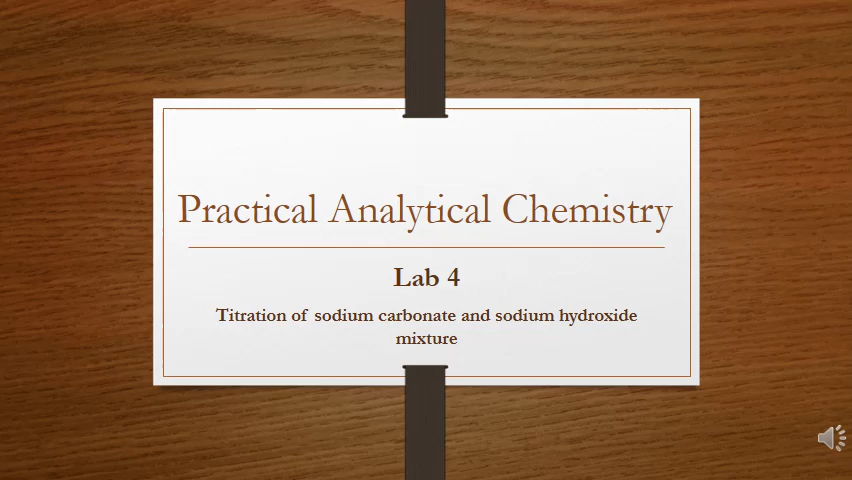 Practical Analytical Chemistry
Lab 4
Titration of sodium carbonate and sodium hydroxide
mixture